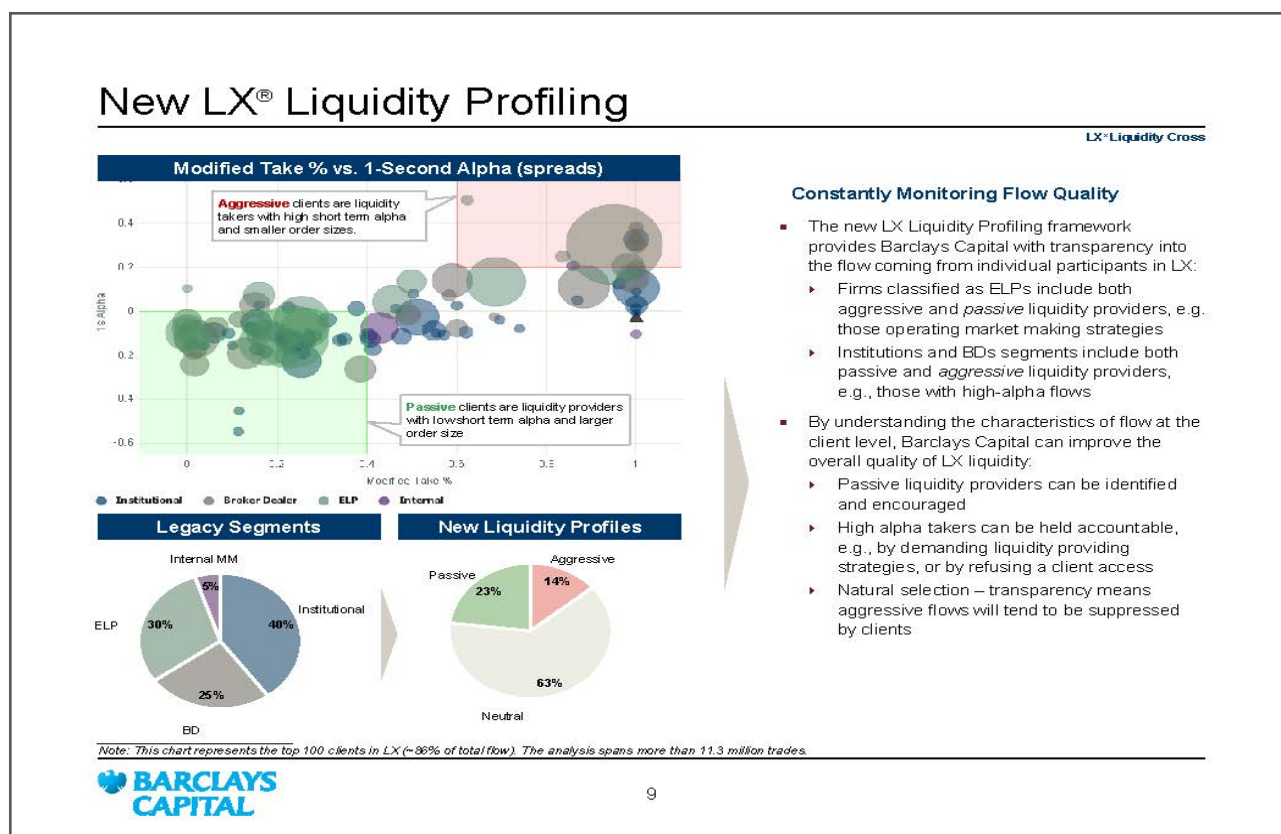 New LX® Liquidity Profiling
LX® Liquidity Cross
Modified Take % vs. 1-Second Alpha (spreads)
Aggressive clients are liquidity
takers with high short term alpha
and smaller order sizes.
0.4
0.2
0
0.2
0.4
-0.6
1s Alpha
Passive clients are liquidity providers
with lowshort term alpha and larger
order size
0
0.2
0.4
0.6
0.8
1
Modified Take %
Institutional
Broker Dealer
ELP
Internal
Legacy Segments
New Liquidity Profiles
Internal MM
5%
Institutional
40%
ELP
30%
25%
BD
Passive
23%
Aggressive
14%
63%
Neutral
Constantly Monitoring Flow Quality
▪ The new LX Liquidity Profiling framework
provides Barclays Capital with transparency into
the flow coming from individual participants in LX:
▸ Firms classified as ELPs include both
aggressive and passive liquidity providers, e.g.
those operating market making strategies
▸ Institutions and BDs segments include both
passive and aggressive liquidity providers,
e.g., those with high-alpha flows
▪ By understanding the characteristics of flow at the
client level, Barclays Capital can improve the
overall quality of LX liquidity:
▸ Passive liquidity providers can be identified
and encouraged
▸ High alpha takers can be held accountable,
e.g., by demanding liquidity providing
strategies, or by refusing a client access
▸ Natural selection – transparency means
aggressive flows will tend to be suppressed
by clients
Note: This chart represents the top 100 clients in LX (~86% of total flow). The analysis spans more than 11.3 million trades.
BARCLAYS
CAPITAL
9